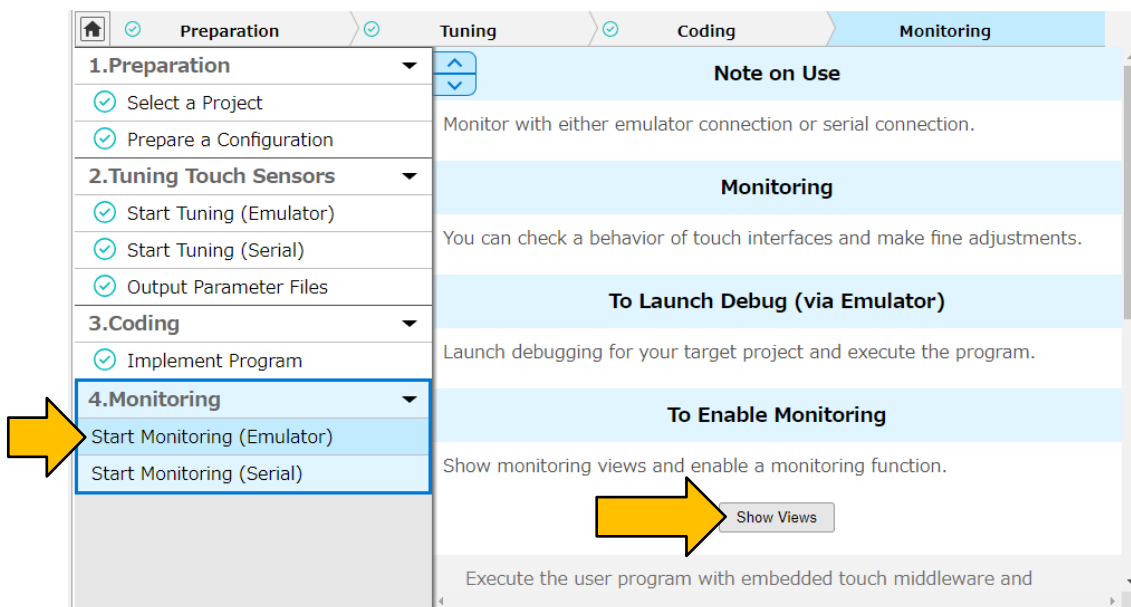 Preparation
Tuning
Coding
Monitoring
1.Preparation
Select a Project
Prepare a Configuration
2.Tuning Touch Sensors
Start Tuning (Emulator)
Start Tuning (Serial)
Output Parameter Files
3.Coding
Implement Program
4.Monitoring
Start Monitoring (Emulator)
Start Monitoring (Serial)
Note on Use
Monitor with either emulator connection or serial connection.
Monitoring
You can check a behavior of touch interfaces and make fine adjustments.
To Launch Debug (via Emulator)
Launch debugging for your target project and execute the program.
To Enable Monitoring
Show monitoring views and enable a monitoring function.
Show Views
Execute the user program with embedded touch middleware and